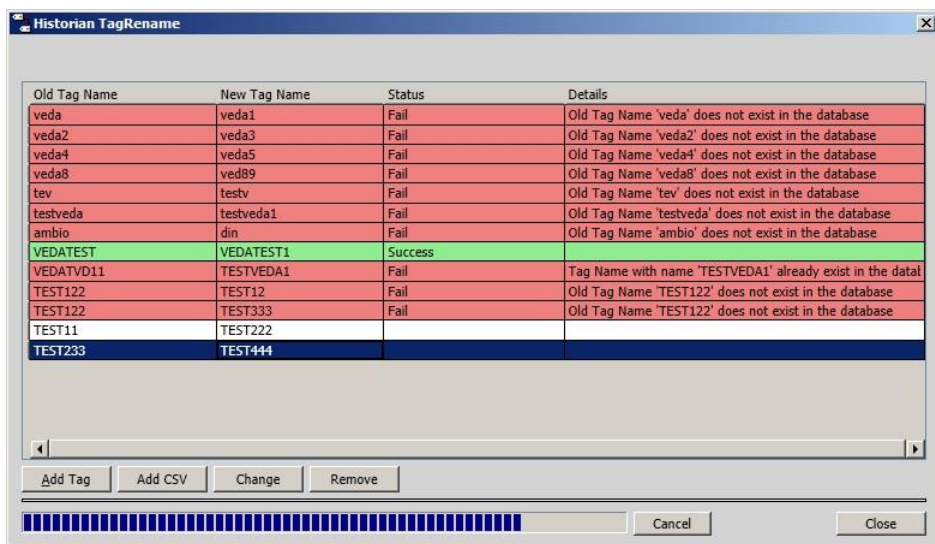 Historian TagRename
Old Tag Name New Tag Name Status Details
veda veda1 Fail Old Tag Name 'veda' does not exist in the database
veda2 veda3 Fail Old Tag Name 'veda2' does not exist in the database
veda4 veda5 Fail Old Tag Name 'veda4' does not exist in the database
veda8 ved89 Fail Old Tag Name 'veda8' does not exist in the database
tev testv Fail Old Tag Name 'tev' does not exist in the database
testveda testveda1 Fail Old Tag Name 'testveda' does not exist in the database
ambio din Fail Old Tag Name 'ambio' does not exist in the database
VEDATEST VEDATEST1 Success
VEDATVD11 TESTVEDA1 Fail Tag Name with name 'TESTVEDA1' already exist in the datab
TEST122 TEST12 Fail Old Tag Name 'TEST122' does not exist in the database
TEST122 TEST333 Fail Old Tag Name 'TEST122' does not exist in the database
TEST11 TEST222
TEST233 TEST444
Add Tag Add CSV Change Remove
Cancel Close